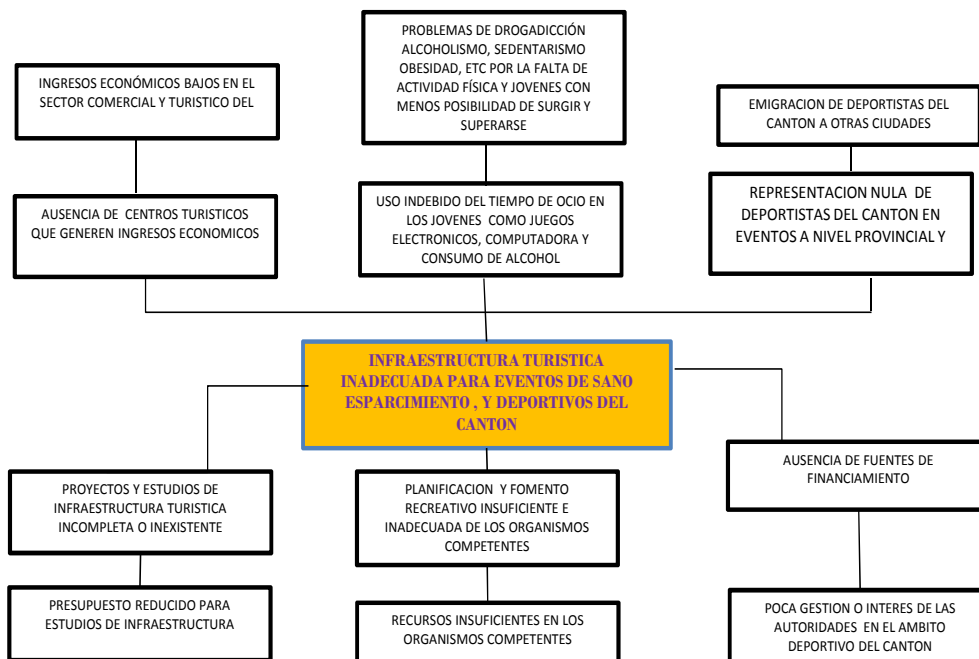 PROBLEMAS DE DROGADICCIÓN
ALCOHOLISMO, SEDENTARISMO
OBESIDAD, ETC POR LA FALTA DE
ACTIVIDAD FÍSICA Y JOVENES CON
MENOS POSIBILIDAD DE SURGIR Y
SUPERARSE
INGRESOS ECONÓMICOS BAJOS EN EL
SECTOR COMERCIAL Y TURISTICO DEL
EMIGRACION DE DEPORTISTAS DEL
CANTON A OTRAS CIUDADES
AUSENCIA DE CENTROS TURISTICOS
QUE GENEREN INGRESOS ECONOMICOS
USO INDEBIDO DEL TIEMPO DE OCIO EN
LOS JOVENES COMO JUEGOS
ELECTRONICOS, COMPUTADORA Y
CONSUMO DE ALCOHOL
REPRESENTACION NULA DE
DEPORTISTAS DEL CANTON EN
EVENTOS A NIVEL PROVINCIAL Y
INFRAESTRUCTURA TURISTICA
INADECUADA PARA EVENTOS DE SANO
ESPARCIMIENTO , Y DEPORTIVOS DEL
CANTON
PROYECTOS Y ESTUDIOS DE
INFRAESTRUCTURA TURISTICA
INCOMPLETA O INEXISTENTE
PLANIFICACION Y FOMENTO
RECREATIVO INSUFICIENTE E
INADECUADA DE LOS ORGANISMOS
COMPETENTES
AUSENCIA DE FUENTES DE
FINANCIAMIENTO
PRESUPUESTO REDUCIDO PARA
ESTUDIOS DE INFRAESTRUCTURA
RECURSOS INSUFICIENTES EN LOS
ORGANISMOS COMPETENTES
POCA GESTION O INTERES DE LAS
AUTORIDADES EN EL AMBITO
DEPORTIVO DEL CANTON